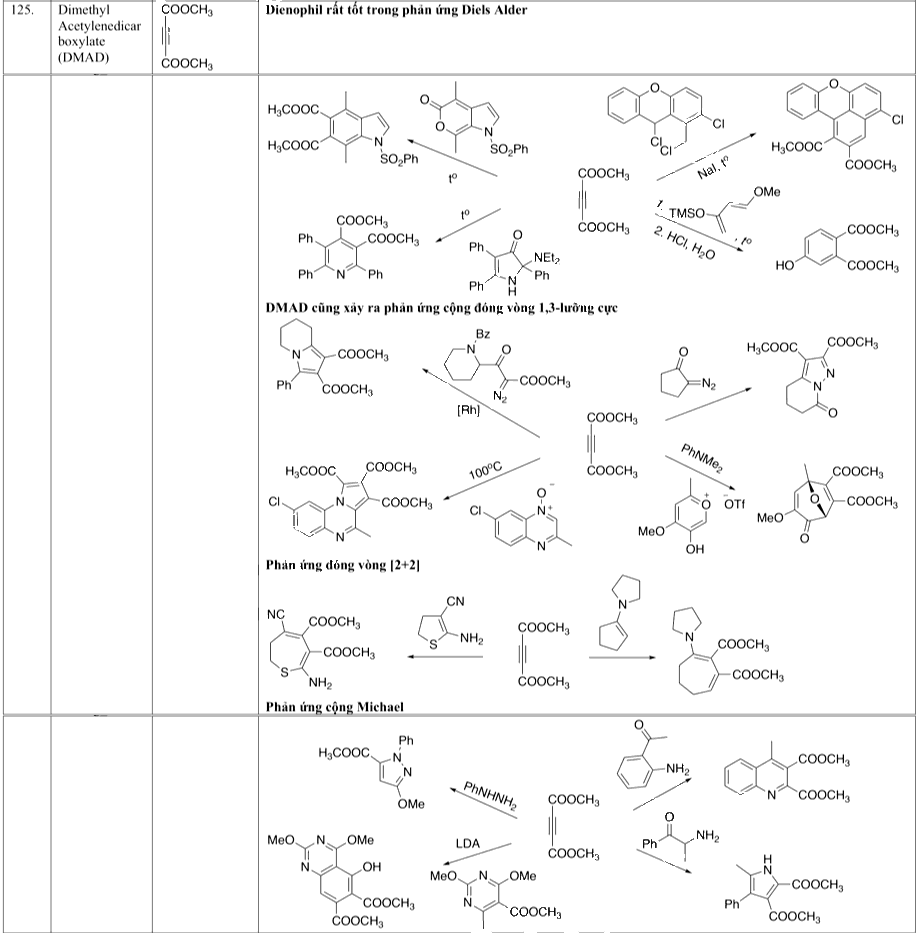 125.
Dimethyl
Acetylenedicar
boxylate
(DMAD)
COOCH3
COOCH3
Dienophil rất tốt trong phản ứng Diels Alder
H3COOC
H3COOC
N
SO2Ph
O
O
N
SO2Ph
tº
O
Cl
Cl
Cl
NaI, tº
O
Cl
H3COOC
COOCH3
COOCH3
COOCH3
1.
TMSO
OMe
, tº
2. HCl, H2O
HO
COOCH3
COOCH3
tº
COOCH3
Ph
COOCH3
Ph
N
Ph
O
Ph
NEt2
Ph
Ph
N
H
DMAD cũng xảy ra phản ứng cộng đóng vòng 1,3-lưỡng cực
N
COOCH3
Ph
COOCH3
Bz
N
O
COOCH3
N2
[Rh]
O
N2
H3COOC
COOCH3
N
N
O
COOCH3
COOCH3
100ºC
PhNMe2
H3COOC
COOCH3
Cl
N
COOCH3
N
O
–
N
+
Cl
N
O
+
–
OTf
MeO
OH
O
COOCH3
COOCH3
MeO
O
Phản ứng đóng vòng [2+2]
NC
COOCH3
COOCH3
S
NH2
CN
S
NH2
COOCH3
COOCH3
N
N
COOCH3
COOCH3
Phản ứng cộng Michael
Ph
H3COOC
N
N
OMe
PhNHNH2
COOCH3
COOCH3
O
NH2
COOCH3
N
COOCH3
LDA
MeO
N
OMe
N
OH
COOCH3
COOCH3
MeO
N
OMe
N
COOCH3
O
Ph
NH2
H
N
COOCH3
Ph
COOCH3